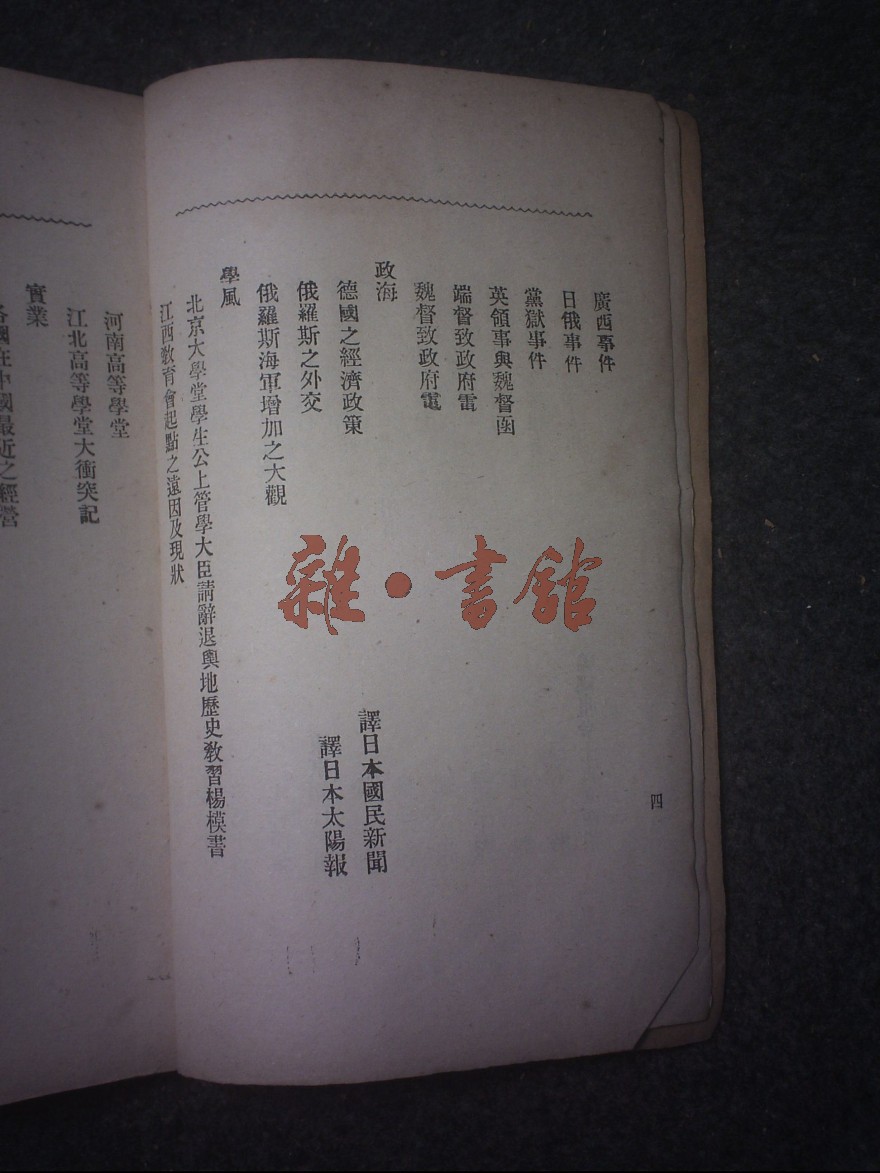 廣西事件
日俄事件
黨獄事件
英領事與魏督函
端督致政府電
魏督致政府電
政海
德國之經濟政策 譯日本國民新聞
俄羅斯之外交 譯日本太陽報
俄羅斯海軍增加之大觀
學風
北京大學堂學生公上管學大臣請辭退輿地歷史教習楊模書
江西教育會起點之遠因及現狀
四
河南高等學堂
江北高等學堂大衝突記
實業
各國在中國最近之經營
雜·書館